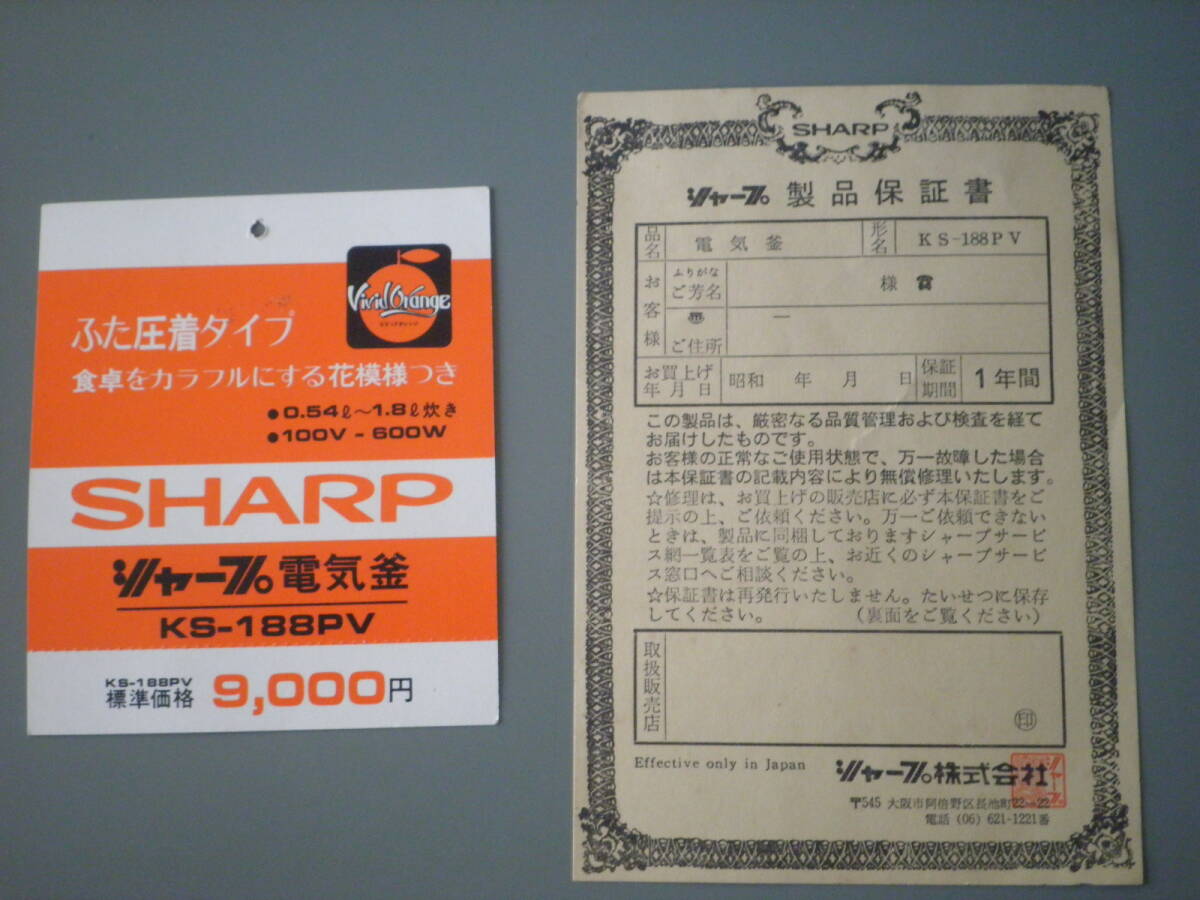 Vivid Orange
ビビッドオレンジ
ふた圧着タイプ
食卓をカラフルにする花模様つき
●0.54ℓ～1.8ℓ炊き
●100V-600W
SHARP
シャープ電気釜
KS-188PV
KS-188PV
標準価格 9,000円
SHARP
シャープ 製品保証書
品名 電気釜 形名 KS-188PV
お客様 ふりがな ご芳名 様 ☎
〠 ー
ご住所
お買上げ年月日 昭和 年 月 日 保証期間 1年間
この製品は、厳密なる品質管理および検査を経て
お届けしたものです。
お客様の正常なご使用状態で、万一故障した場合
は本保証書の記載内容により無償修理いたします。
☆修理は、お買上げの販売店に必ず本保証書をご
提示の上、ご依頼ください。万一ご依頼できない
ときは、製品に同梱しておりますシャープサービ
ス網一覧表をご覧の上、お近くのシャープサービ
ス窓口へご相談ください。
☆保証書は再発行いたしません。たいせつに保存
してください。 （裏面をご覧ください）
取扱販売店
㊞
Effective only in Japan シャープ株式会社
〒545 大阪市阿倍野区長池町22-22
電話 (06) 621-1221番